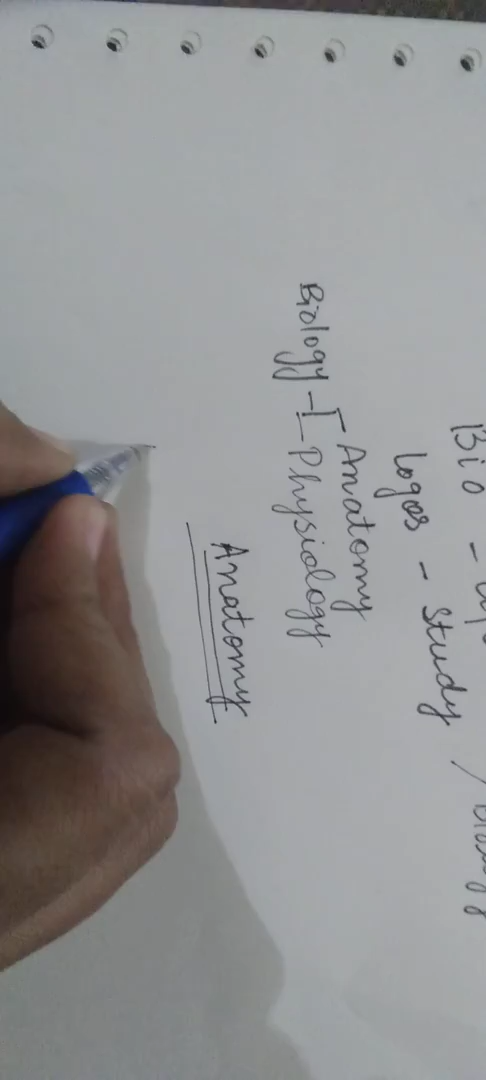 Bio -
Logos - Study
Biology - Anatomy
- Physiology
Anatomy